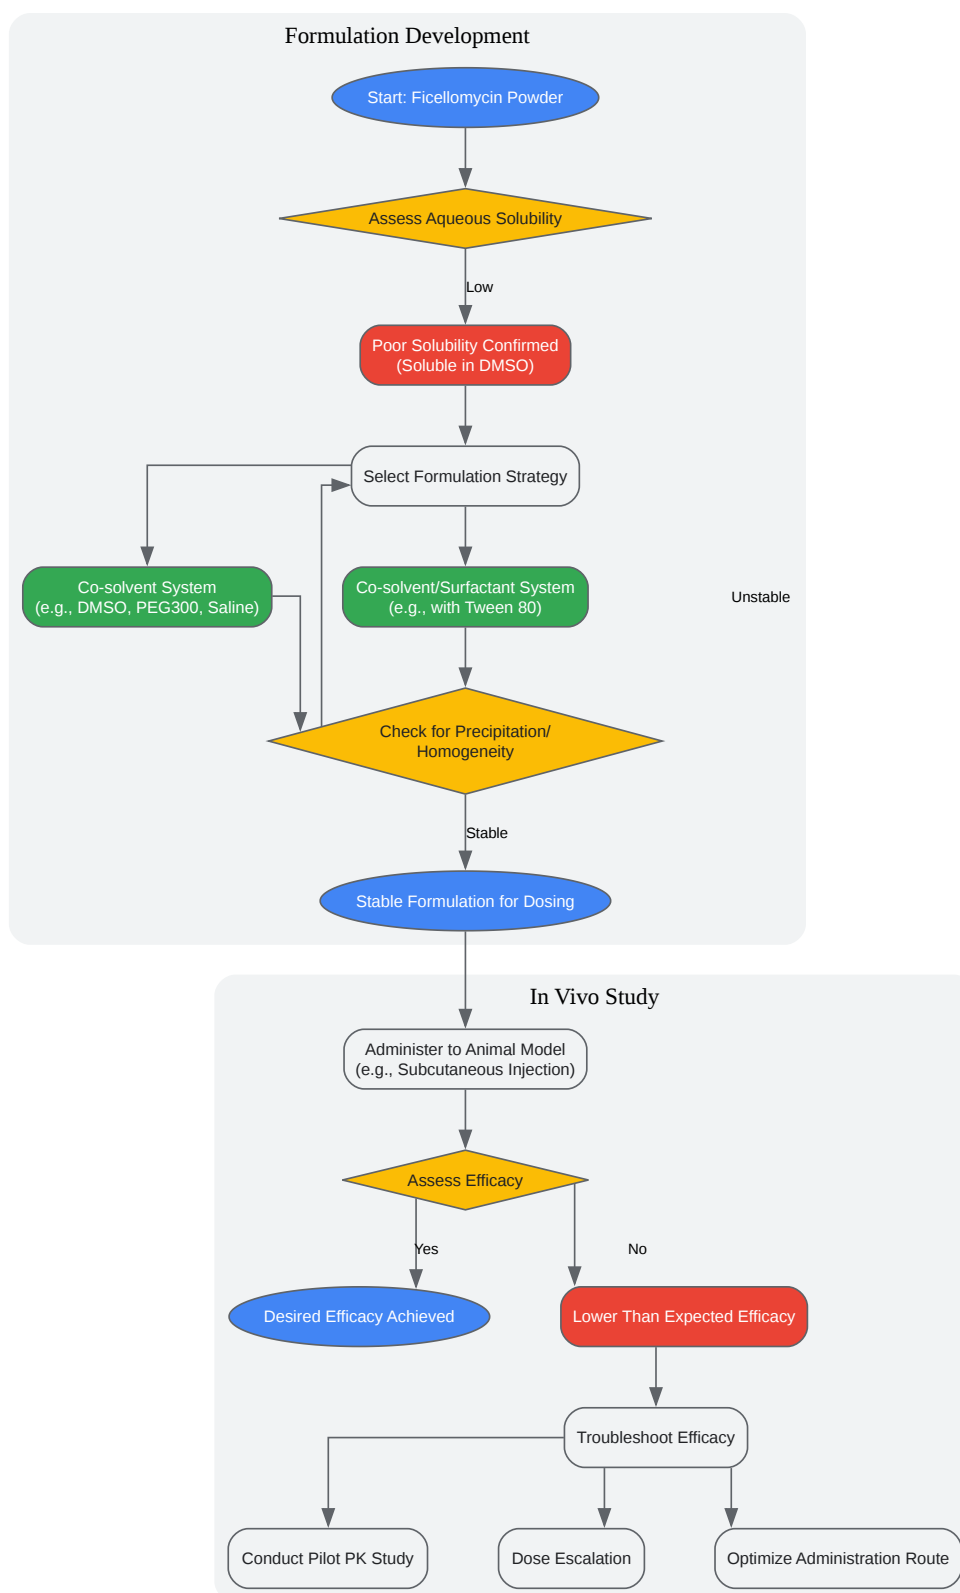 Formulation Development
Start: Ficellomycin Powder
Assess Aqueous Solubility
Low
Poor Solubility Confirmed
(Soluble in DMSO)
Select Formulation Strategy
Co-solvent System
(e.g., DMSO, PEG300, Saline)
Co-solvent/Surfactant System
(e.g., with Tween 80)
Unstable
Check for Precipitation/
Homogeneity
Stable
Stable Formulation for Dosing
In Vivo Study
Administer to Animal Model
(e.g., Subcutaneous Injection)
Assess Efficacy
Yes
No
Desired Efficacy Achieved
Lower Than Expected Efficacy
Troubleshoot Efficacy
Conduct Pilot PK Study
Dose Escalation
Optimize Administration Route